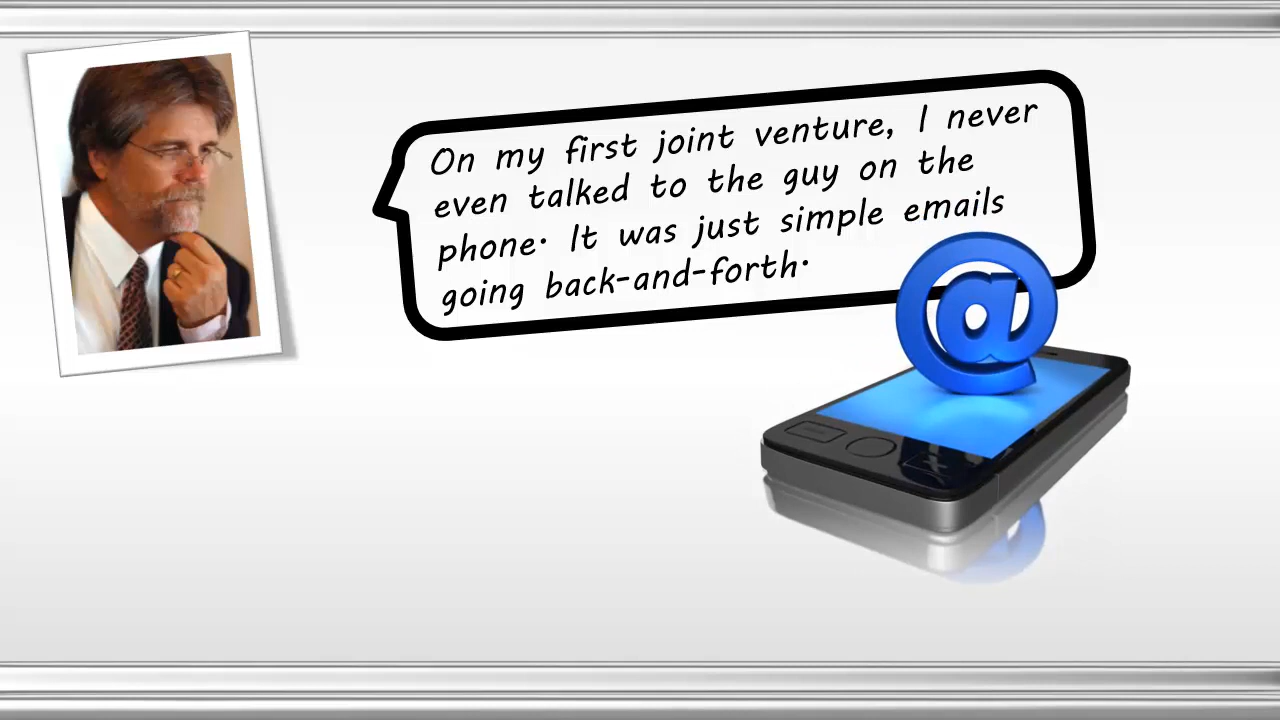 On my first joint venture, I never
even talked to the guy on the
phone. It was just simple emails
going back-and-forth.
@